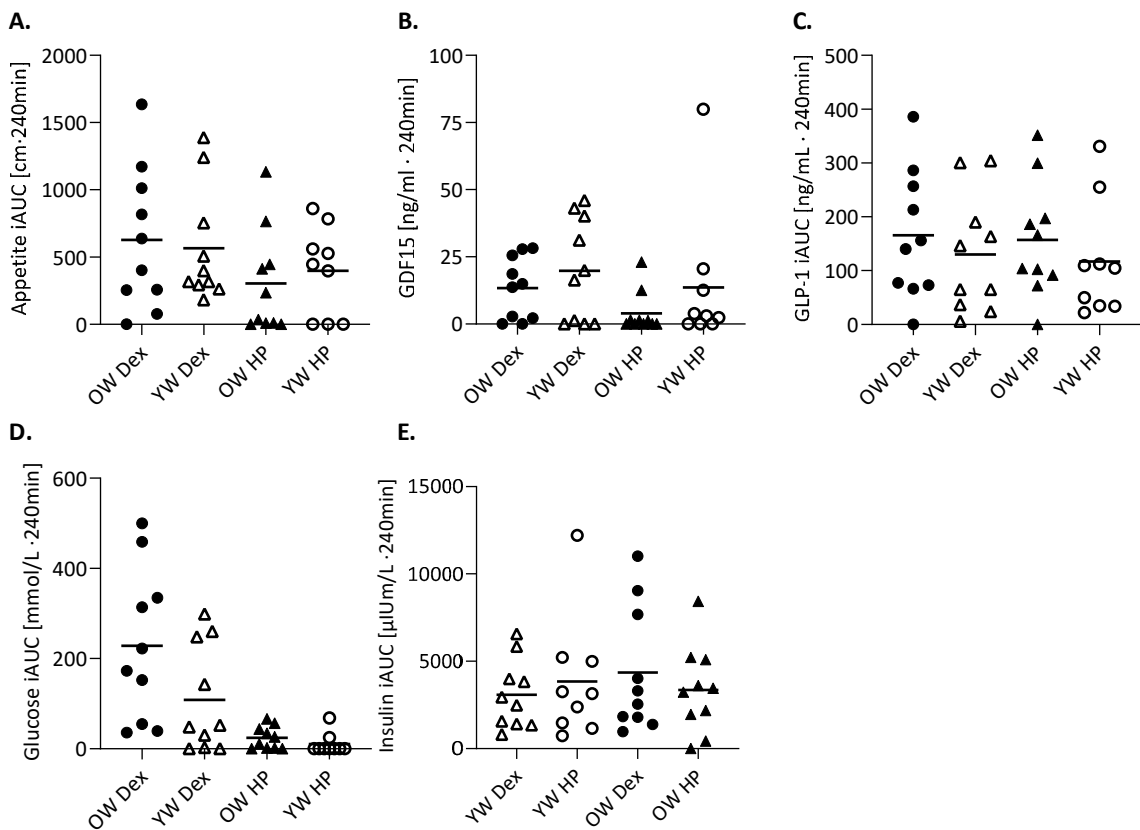 A.
Appetite iAUC [cm·240min]
2000
1500
1000
500
0
OW Dex
YW Dex
OW HP
YW HP
B.
GDF15 [ng/ml · 240min]
100
75
50
25
0
OW Dex
YW Dex
OW HP
YW HP
C.
GLP-1 iAUC [ng/mL · 240min]
500
400
300
200
100
0
OW Dex
YW Dex
OW HP
YW HP
D.
Glucose iAUC [mmol/L ·240min]
600
400
200
0
OW Dex
YW Dex
OW HP
YW HP
E.
Insulin iAUC [µIUm/L ·240min]
15000
10000
5000
0
YW Dex
YW HP
OW Dex
OW HP